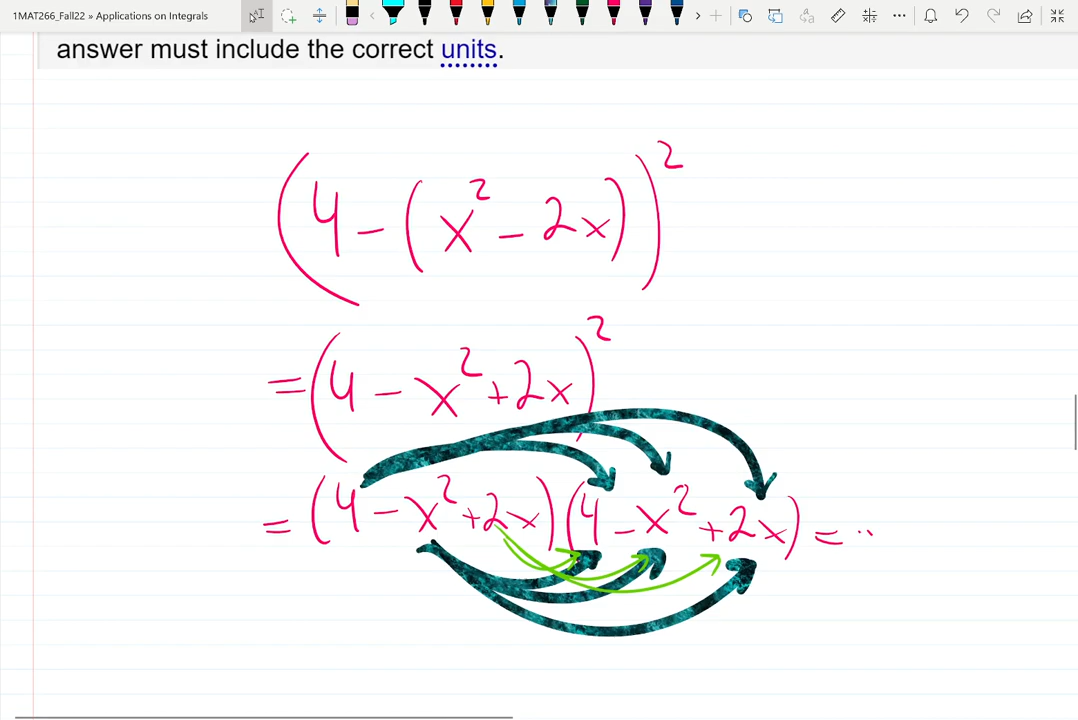 1MAT266_Fall22 » Applications on Integrals
answer must include the correct units.
(4 - (x² - 2x))²
= (4 - x² + 2x)²
= (4 - x² + 2x)(4 - x² + 2x) = ..